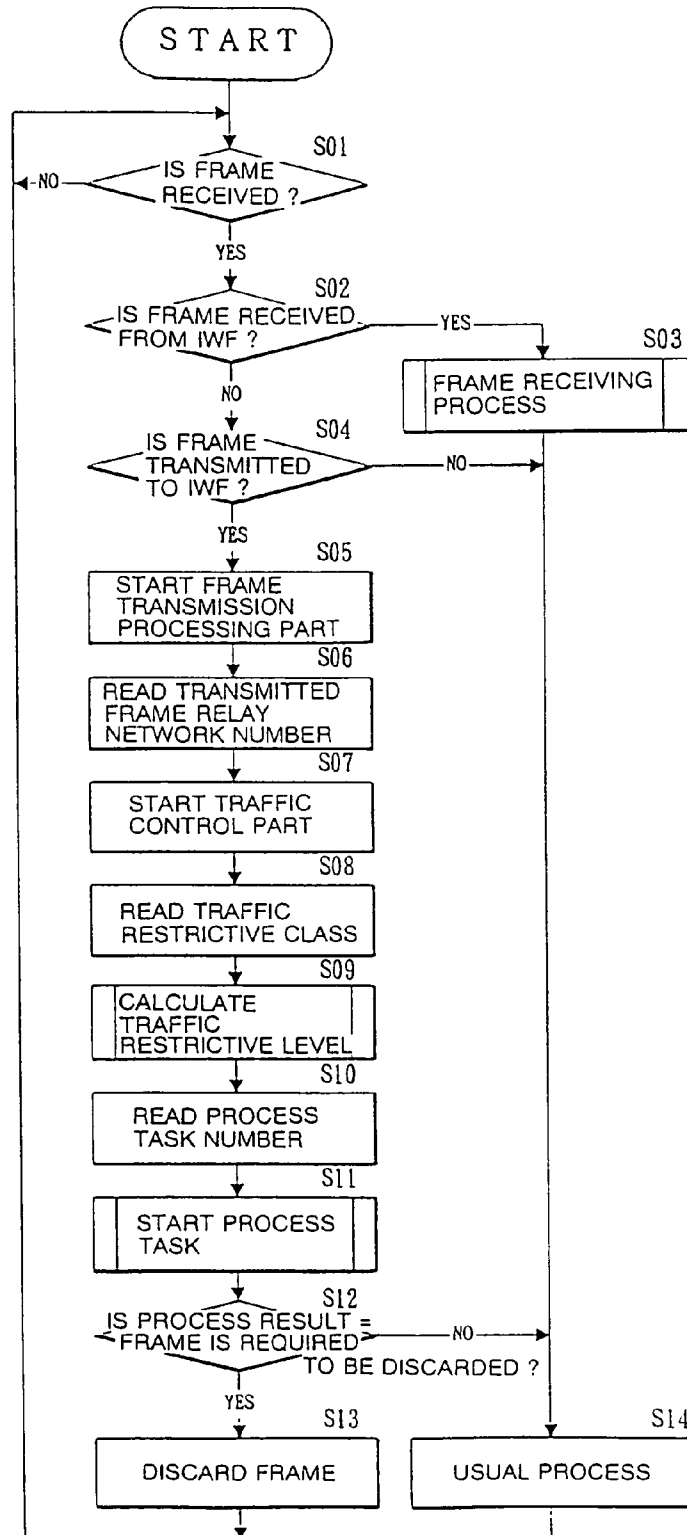 START
S01
IS FRAME
RECEIVED ?
NO
YES
S02
IS FRAME RECEIVED
FROM IWF ?
YES
S03
FRAME RECEIVING
PROCESS
NO
S04
IS FRAME
TRANSMITTED
TO IWF ?
NO
YES
S05
START FRAME
TRANSMISSION
PROCESSING PART
S06
READ TRANSMITTED
FRAME RELAY
NETWORK NUMBER
S07
START TRAFFIC
CONTROL PART
S08
READ TRAFFIC
RESTRICTIVE CLASS
S09
CALCULATE
TRAFFIC
RESTRICTIVE LEVEL
S10
READ PROCESS
TASK NUMBER
S11
START PROCESS
TASK
S12
IS PROCESS RESULT =
FRAME IS REQUIRED
TO BE DISCARDED ?
NO
YES
S13
DISCARD FRAME
S14
USUAL PROCESS